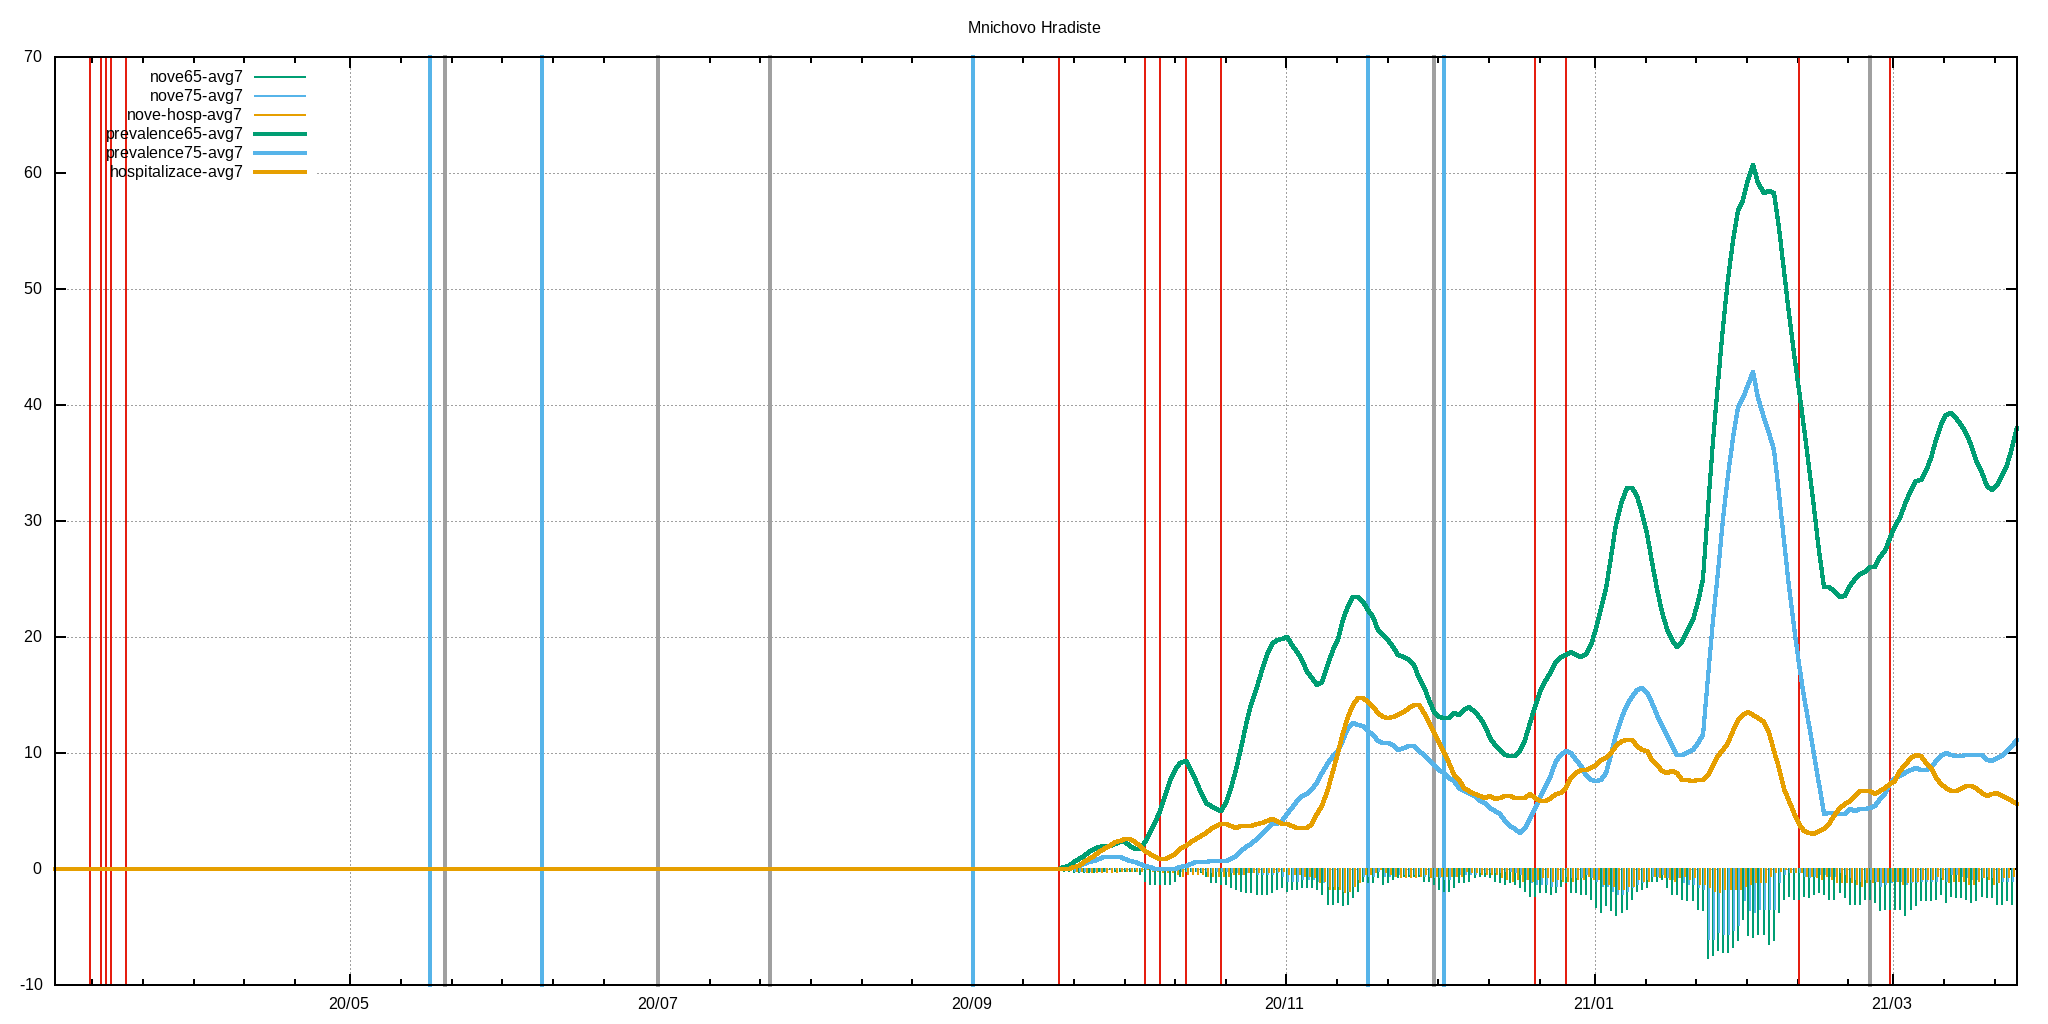 Mnichovo Hradiste
70
60
50
40
30
20
10
0
-10
nove65-avg7
nove75-avg7
nove-hosp-avg7
prevalence65-avg7
prevalence75-avg7
hospitalizace-avg7
20/05 20/07 20/09 20/11 21/01 21/03